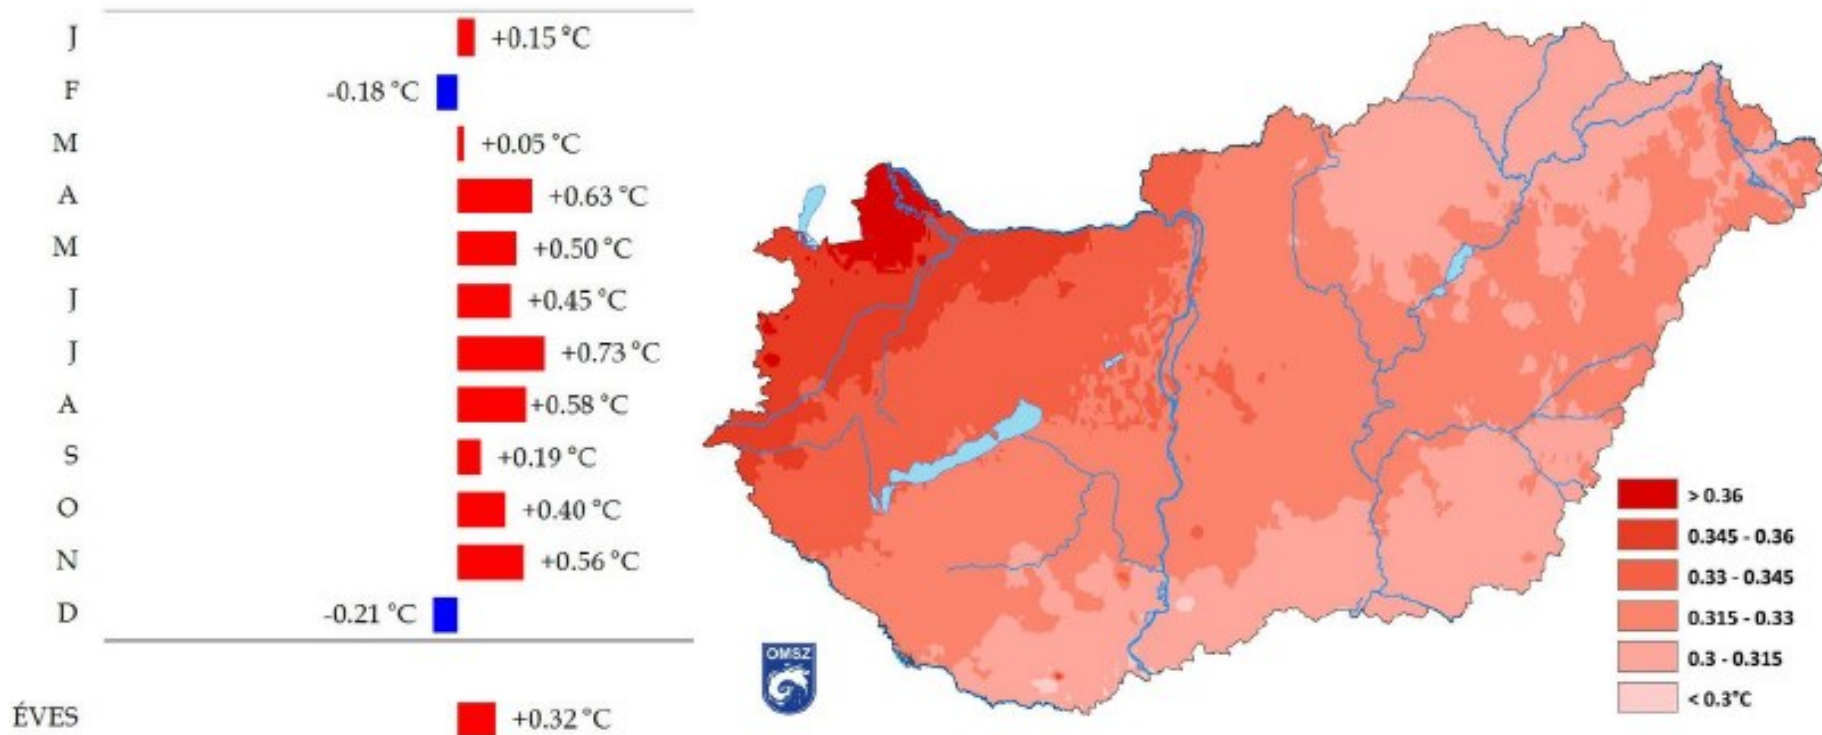 J +0.15 °C
F -0.18 °C
M +0.05 °C
A +0.63 °C
M +0.50 °C
J +0.45 °C
J +0.73 °C
A +0.58 °C
S +0.19 °C
O +0.40 °C
N +0.56 °C
D -0.21 °C
ÉVES +0.32 °C
OMSZ
> 0.36
0.345 - 0.36
0.33 - 0.345
0.315 - 0.33
0.3 - 0.315
< 0.3°C